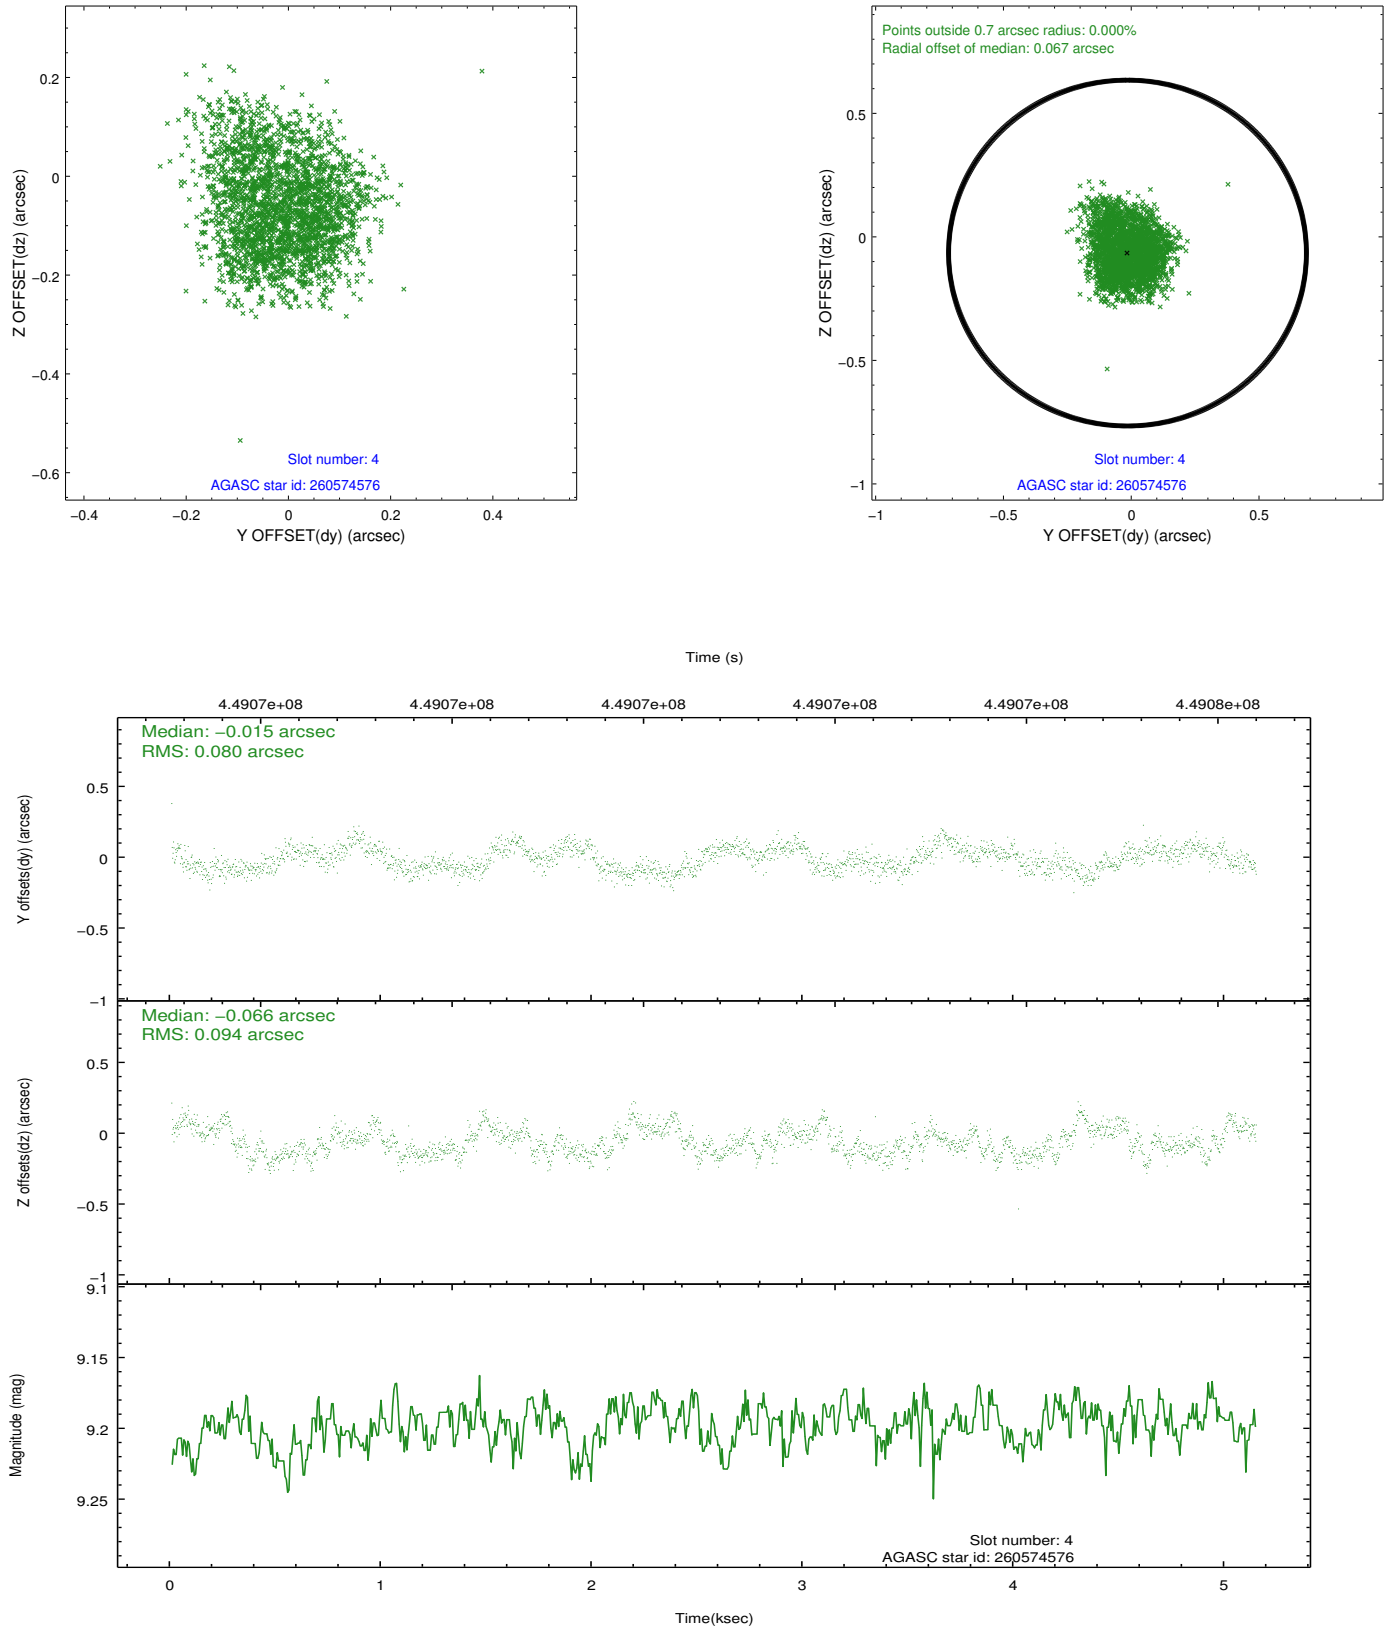 0.2
0
−0.2
−0.4
−0.6
Z OFFSET(dz) (arcsec)
Slot number: 4
AGASC star id: 260574576
−0.4 −0.2 0 0.2 0.4
Y OFFSET(dy) (arcsec)
Points outside 0.7 arcsec radius: 0.000%
Radial offset of median: 0.067 arcsec
0.5
0
−0.5
−1
Z OFFSET(dz) (arcsec)
Slot number: 4
AGASC star id: 260574576
−1 −0.5 0 0.5
Y OFFSET(dy) (arcsec)
Time (s)
4.4907e+08 4.4907e+08 4.4907e+08 4.4907e+08 4.4907e+08 4.4908e+08
Median: −0.015 arcsec
RMS: 0.080 arcsec
0.5
0
−0.5
−1
Y offsets(dy) (arcsec)
Median: −0.066 arcsec
RMS: 0.094 arcsec
0.5
0
−0.5
−1
Z offsets(dz) (arcsec)
9.1
9.15
9.2
9.25
Magnitude (mag)
Slot number: 4
AGASC star id: 260574576
0 1 2 3 4 5
Time(ksec)